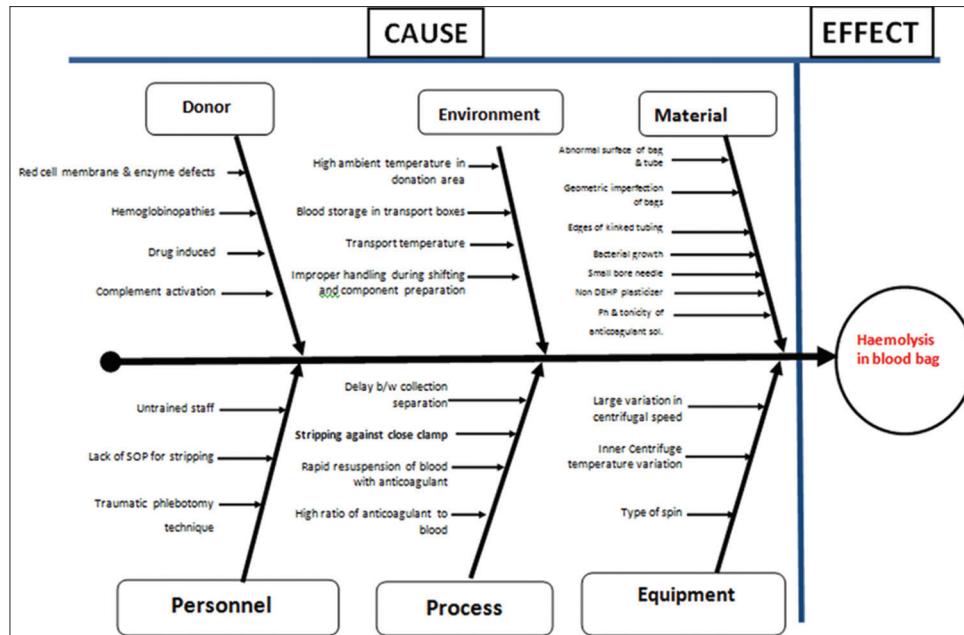 CAUSE
EFFECT
Donor
Environment
Material
Red cell membrane & enzyme defects
Hemoglobinopathies
Drug induced
Complement activation
High ambient temperature in
donation area
Blood storage in transport boxes
Transport temperature
Improper handling during shifting
and component preparation
Abnormal surface of bag
& tube
Geometric imperfection
of bags
Edges of kinked tubing
Bacterial growth
Small bore needle
Non DEHP plasticizer
Ph & tonicity of
anticoagulant sol.
Haemolysis
in blood bag
Untrained staff
Lack of SOP for stripping
Traumatic phlebotomy
technique
Delay b/w collection
separation
Stripping against close clamp
Rapid resuspension of blood
with anticoagulant
High ratio of anticoagulant to
blood
Large variation in
centrifugal speed
Inner Centrifuge
temperature variation
Type of spin
Personnel
Process
Equipment